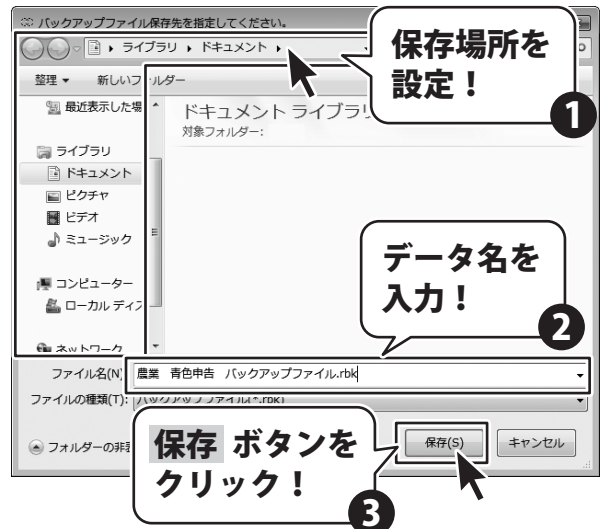 バックアップファイル保存先を指定してください。
ライブラリ ▸ ドキュメント ▸
保存場所を
設定！
1
整理 ▼ 新しいフォルダー
最近表示した場
ドキュメント ライブラリ
対象フォルダー:
ライブラリ
ドキュメント
ピクチャ
ビデオ
ミュージック
コンピューター
ローカル ディス
ネットワーク
データ名を
入力！
2
ファイル名(N)
農業 青色申告 バックアップファイル.rbk
ファイルの種類(T): バックアップファイル(*.rbk)
フォルダーの非表
保存 ボタンを
クリック！
3
保存(S)
キャンセル